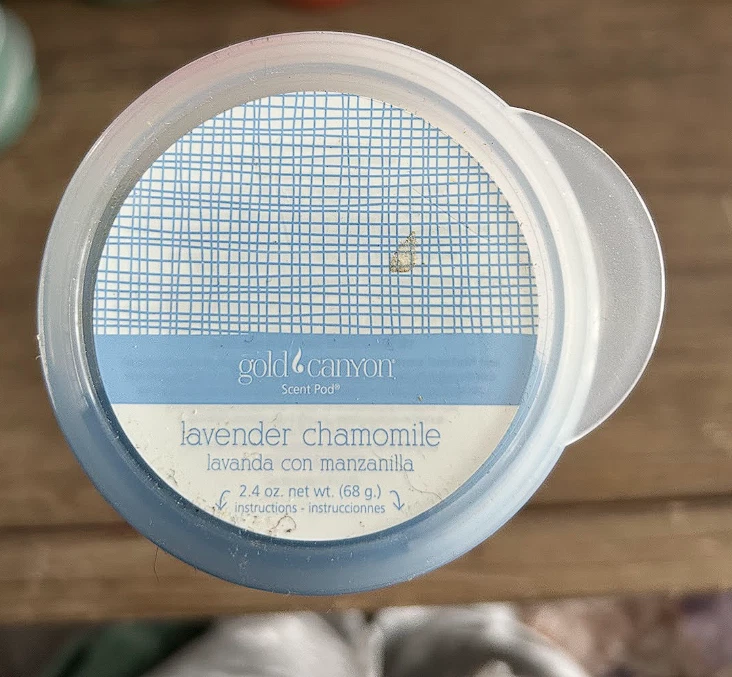 gold canyon®
Scent Pod®
lavender chamomile
lavanda con manzanilla
2.4 oz. net wt. (68 g.)
instructions - instruccionnes